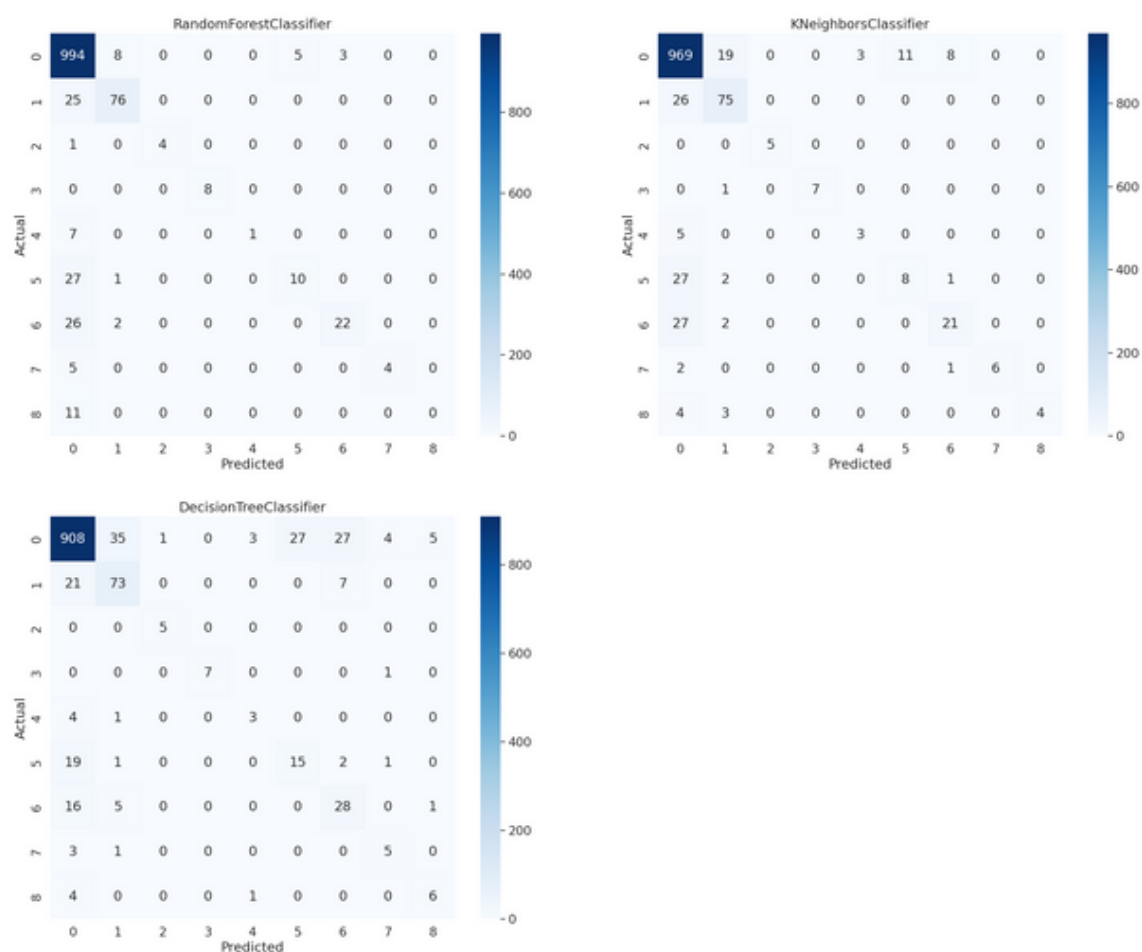 RandomForestClassifier
0 994 8 0 0 0 5 3 0 0
1 25 76 0 0 0 0 0 0 0
2 1 0 4 0 0 0 0 0 0
3 0 0 0 8 0 0 0 0 0
4 7 0 0 0 1 0 0 0 0
5 27 1 0 0 0 10 0 0 0
6 26 2 0 0 0 0 22 0 0
7 5 0 0 0 0 0 0 4 0
8 11 0 0 0 0 0 0 0 0
0 1 2 3 4 5 6 7 8
Actual
Predicted
800
600
400
200
0
KNeighborsClassifier
0 969 19 0 0 3 11 8 0 0
1 26 75 0 0 0 0 0 0 0
2 0 0 5 0 0 0 0 0 0
3 0 1 0 7 0 0 0 0 0
4 5 0 0 0 3 0 0 0 0
5 27 2 0 0 0 8 1 0 0
6 27 2 0 0 0 0 21 0 0
7 2 0 0 0 0 0 1 6 0
8 4 3 0 0 0 0 0 0 4
0 1 2 3 4 5 6 7 8
Actual
Predicted
800
600
400
200
0
DecisionTreeClassifier
0 908 35 1 0 3 27 27 4 5
1 21 73 0 0 0 0 7 0 0
2 0 0 5 0 0 0 0 0 0
3 0 0 0 7 0 0 0 1 0
4 4 1 0 0 3 0 0 0 0
5 19 1 0 0 0 15 2 1 0
6 16 5 0 0 0 0 28 0 1
7 3 1 0 0 0 0 0 5 0
8 4 0 0 0 1 0 0 0 6
0 1 2 3 4 5 6 7 8
Actual
Predicted
800
600
400
200
0